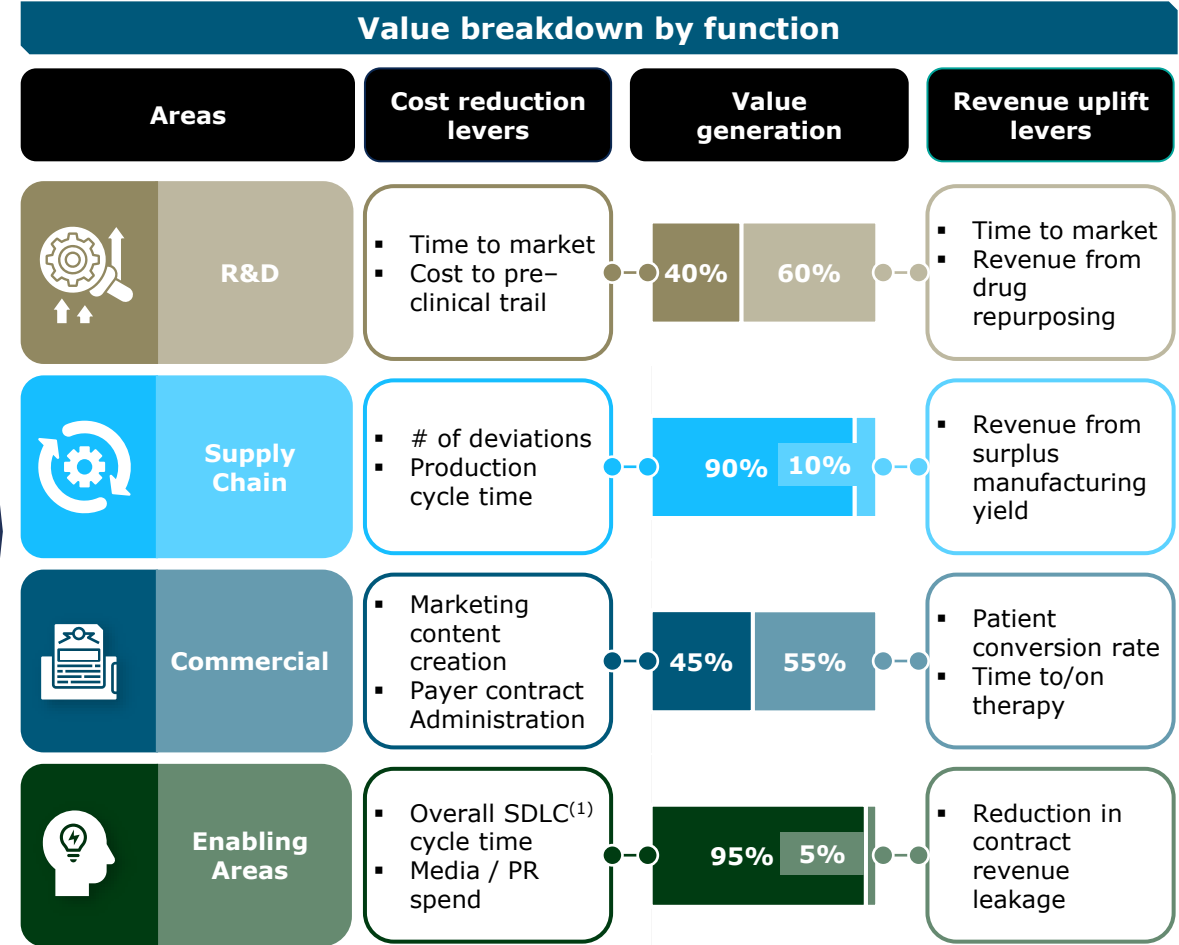 Value breakdown by function
Areas
Cost reduction
levers
Value
generation
Revenue uplift
levers
R&D
▪ Time to market
▪ Cost to pre–
clinical trail
40%
60%
▪ Time to market
▪ Revenue from
drug
repurposing
Supply
Chain
▪ # of deviations
▪ Production
cycle time
90%
10%
▪ Revenue from
surplus
manufacturing
yield
Commercial
▪ Marketing
content
creation
▪ Payer contract
Administration
45%
55%
▪ Patient
conversion rate
▪ Time to/on
therapy
Enabling
Areas
▪ Overall SDLC(1)
cycle time
▪ Media / PR
spend
95%
5%
▪ Reduction in
contract
revenue
leakage